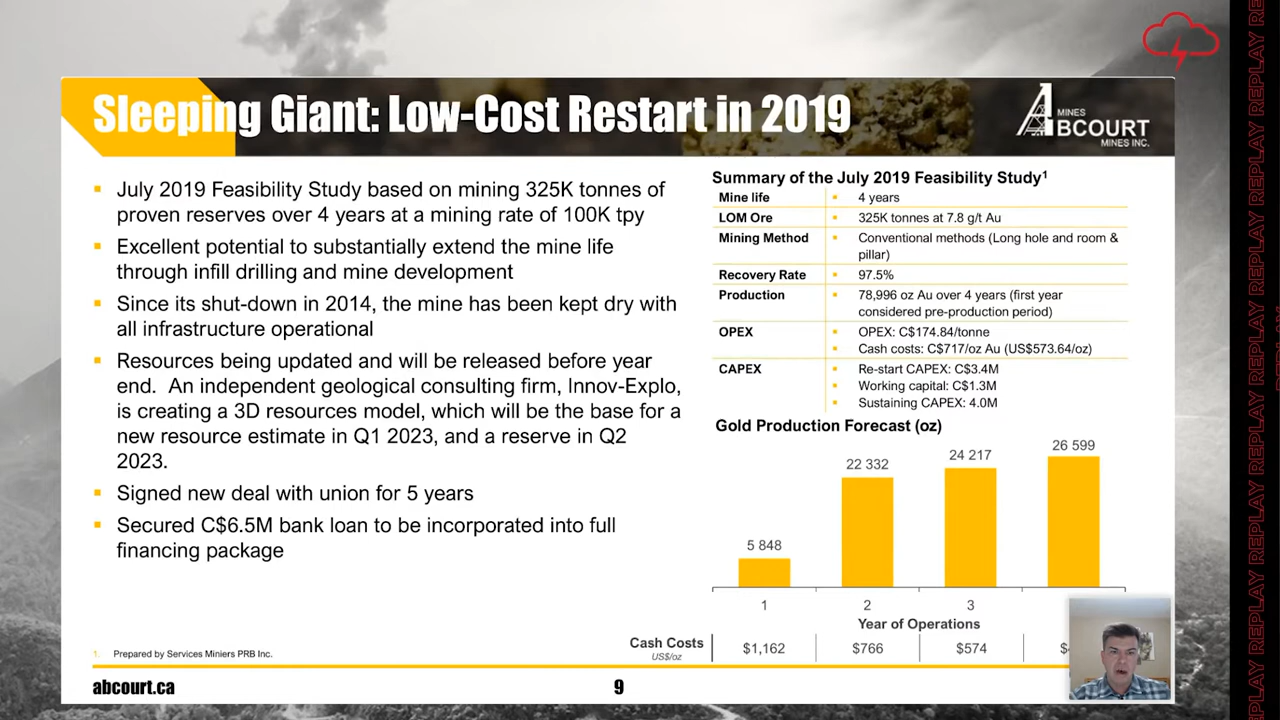 Sleeping Giant: Low-Cost Restart in 2019
MINES
ABCOURT
MINES INC.
July 2019 Feasibility Study based on mining 325K tonnes of
proven reserves over 4 years at a mining rate of 100K tpy
Excellent potential to substantially extend the mine life
through infill drilling and mine development
Since its shut-down in 2014, the mine has been kept dry with
all infrastructure operational
Resources being updated and will be released before year
end. An independent geological consulting firm, Innov-Explo,
is creating a 3D resources model, which will be the base for a
new resource estimate in Q1 2023, and a reserve in Q2
2023.
Signed new deal with union for 5 years
Secured C$6.5M bank loan to be incorporated into full
financing package
Summary of the July 2019 Feasibility Study1
Mine life 4 years
LOM Ore 325K tonnes at 7.8 g/t Au
Mining Method Conventional methods (Long hole and room &
pillar)
Recovery Rate 97.5%
Production 78,996 oz Au over 4 years (first year
considered pre-production period)
OPEX OPEX: C$174.84/tonne
Cash costs: C$717/oz Au (US$573.64/oz)
CAPEX Re-start CAPEX: C$3.4M
Working capital: C$1.3M
Sustaining CAPEX: 4.0M
Gold Production Forecast (oz)
5 848
22 332
24 217
26 599
1 2 3
Year of Operations
Cash Costs $1,162 $766 $574
US$/oz
1. Prepared by Services Miniers PRB Inc.
abcourt.ca
9
REPLAY REPLAY REPLAY REPLAY REPLAY REPLAY REPLAY